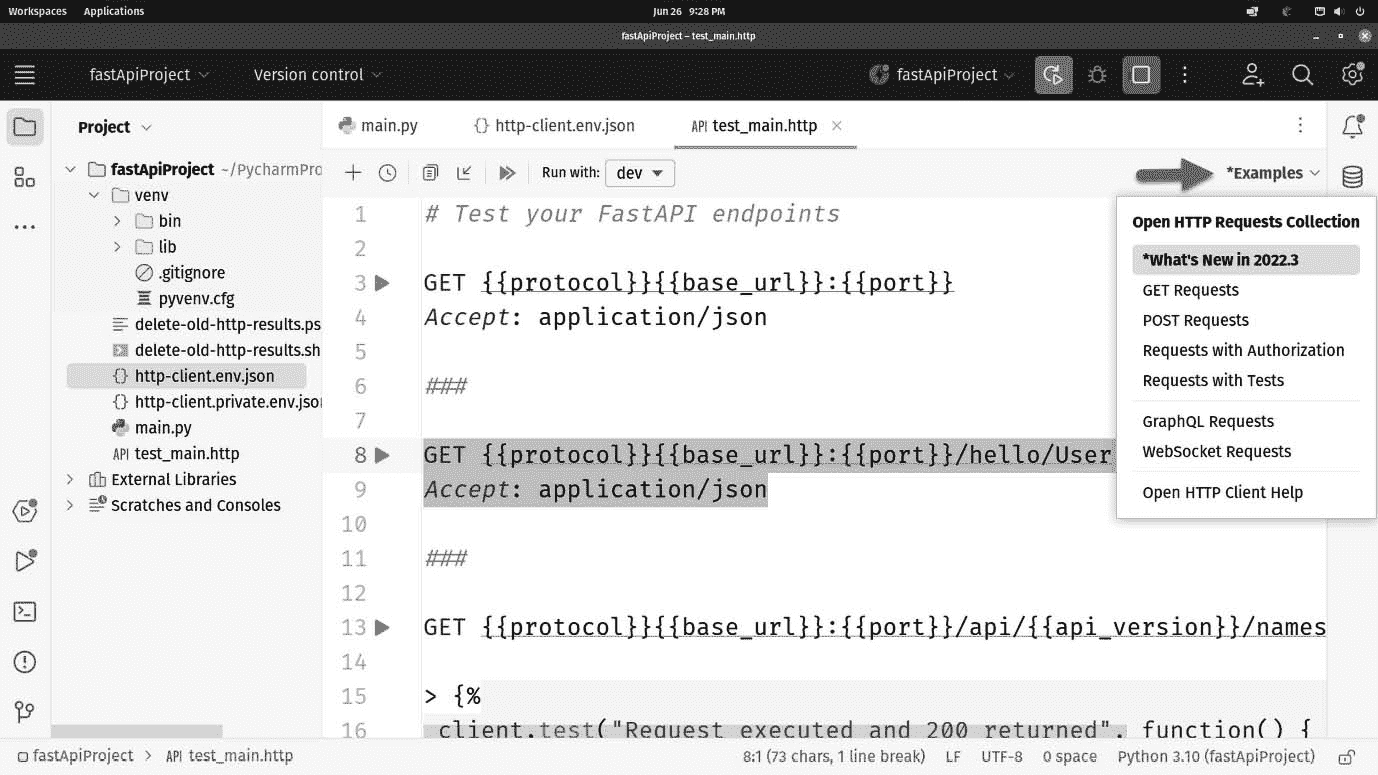 Workspaces Applications Jun 26 9:28 PM
fastApiProject – test_main.http
fastApiProject Version control fastApiProject
Project
main.py {} http-client.env.json API test_main.http
Run with: dev *Examples
fastApiProject ~/PycharmPro
venv
bin
lib
.gitignore
pyvenv.cfg
delete-old-http-results.ps
delete-old-http-results.sh
{} http-client.env.json
{} http-client.private.env.jso
main.py
API test_main.http
External Libraries
Scratches and Consoles
1 # Test your FastAPI endpoints
2
3 GET {{protocol}}{{base_url}}:{{port}}
4 Accept: application/json
5
6 ###
7
8 GET {{protocol}}{{base_url}}:{{port}}/hello/User
9 Accept: application/json
10
11 ###
12
13 GET {{protocol}}{{base_url}}:{{port}}/api/{{api_version}}/names
14
15 > {%
16 client.test("Request executed and 200 returned", function() {
Open HTTP Requests Collection
*What's New in 2022.3
GET Requests
POST Requests
Requests with Authorization
Requests with Tests
GraphQL Requests
WebSocket Requests
Open HTTP Client Help
fastApiProject > API test_main.http 8:1 (73 chars, 1 line break) LF UTF-8 0 space Python 3.10 (fastApiProject)